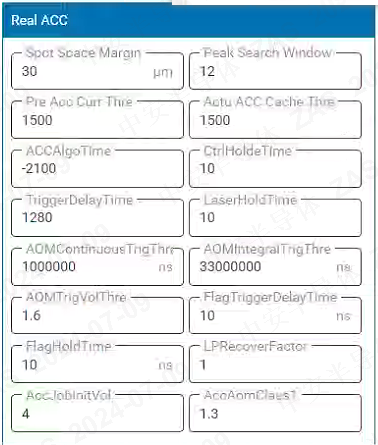 Real ACC
Spot Space Margin Peak Search Window
30 μm 12
Pre Acc Curr Thre Actu ACC Cache Thre
1500 1500
ACCAlgoTime CtrlHoldeTime
-2100 10
TriggerDelayTime LaserHoldTime
1280 10
AOMContinuousTrigThre AOMIntegralTrigThre
1000000 ns 33000000 ns
AOMTrigVolThre FlagTriggerDelayTime
1.6 10 ns
FlagHoldTime LPRecoverFactor
10 ns 1
AccJobInitVol AccAomClaus1
4 1.3